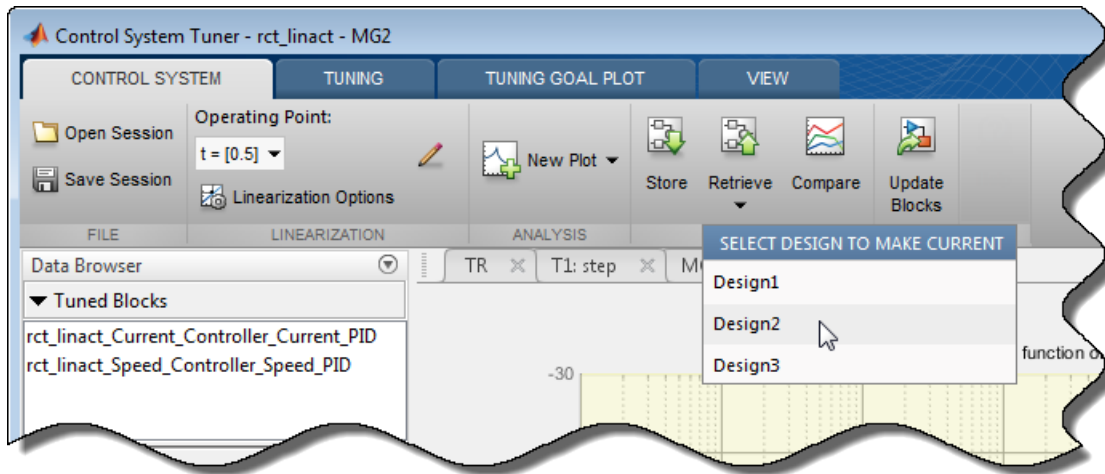 Control System Tuner - rct_linact - MG2
CONTROL SYSTEM TUNING TUNING GOAL PLOT VIEW
Open Session
Save Session
FILE
Operating Point:
t = [0.5]
Linearization Options
LINEARIZATION
New Plot
ANALYSIS
Store
Retrieve
Compare
Update
Blocks
SELECT DESIGN TO MAKE CURRENT
Design1
Design2
Design3
Data Browser
Tuned Blocks
rct_linact_Current_Controller_Current_PID
rct_linact_Speed_Controller_Speed_PID
TR T1: step
function
-30